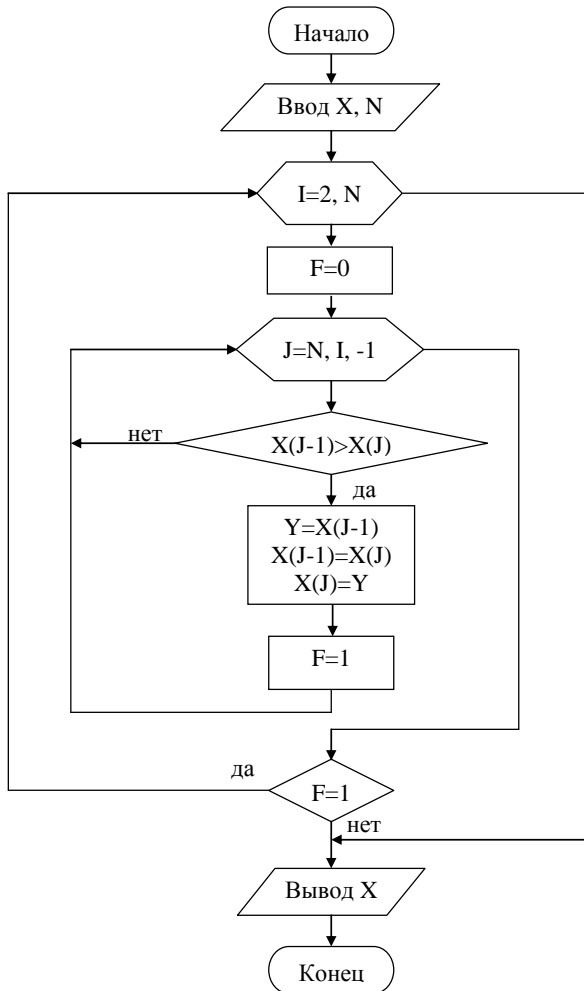 Начало
Ввод X, N
I=2, N
F=0
J=N, I, -1
нет
X(J-1)>X(J)
да
Y=X(J-1)
X(J-1)=X(J)
X(J)=Y
F=1
да
F=1
нет
Вывод X
Конец